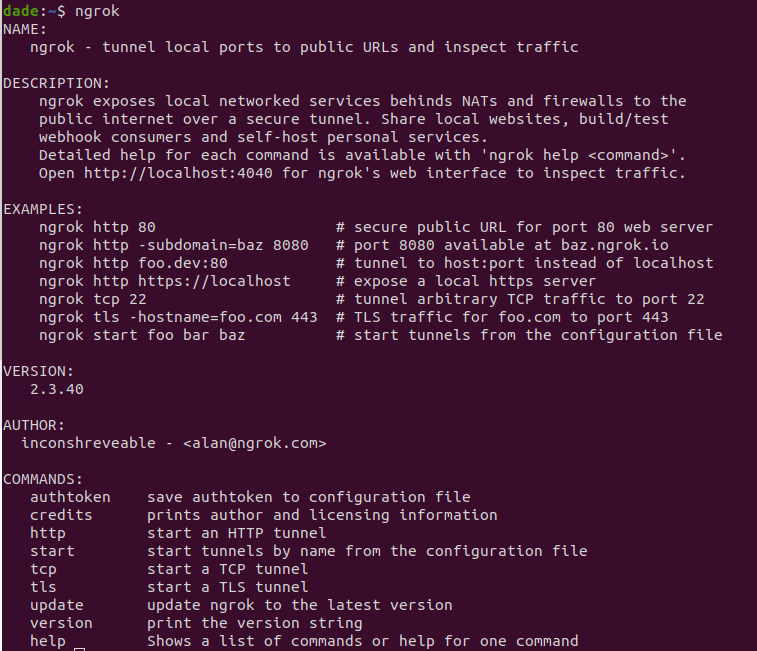 dade:~$ ngrok
NAME:
   ngrok - tunnel local ports to public URLs and inspect traffic

DESCRIPTION:
    ngrok exposes local networked services behinds NATs and firewalls to the
    public internet over a secure tunnel. Share local websites, build/test
    webhook consumers and self-host personal services.
    Detailed help for each command is available with 'ngrok help <command>'.
    Open http://localhost:4040 for ngrok's web interface to inspect traffic.

EXAMPLES:
    ngrok http 80                    # secure public URL for port 80 web server
    ngrok http -subdomain=baz 8080   # port 8080 available at baz.ngrok.io
    ngrok http foo.dev:80            # tunnel to host:port instead of localhost
    ngrok http https://localhost     # expose a local https server
    ngrok tcp 22                     # tunnel arbitrary TCP traffic to port 22
    ngrok tls -hostname=foo.com 443  # TLS traffic for foo.com to port 443
    ngrok start foo bar baz          # start tunnels from the configuration file

VERSION:
   2.3.40

AUTHOR:
  inconshreveable - <alan@ngrok.com>

COMMANDS:
   authtoken    save authtoken to configuration file
   credits      prints author and licensing information
   http         start an HTTP tunnel
   start        start tunnels by name from the configuration file
   tcp          start a TCP tunnel
   tls          start a TLS tunnel
   update       update ngrok to the latest version
   version      print the version string
   help         Shows a list of commands or help for one command